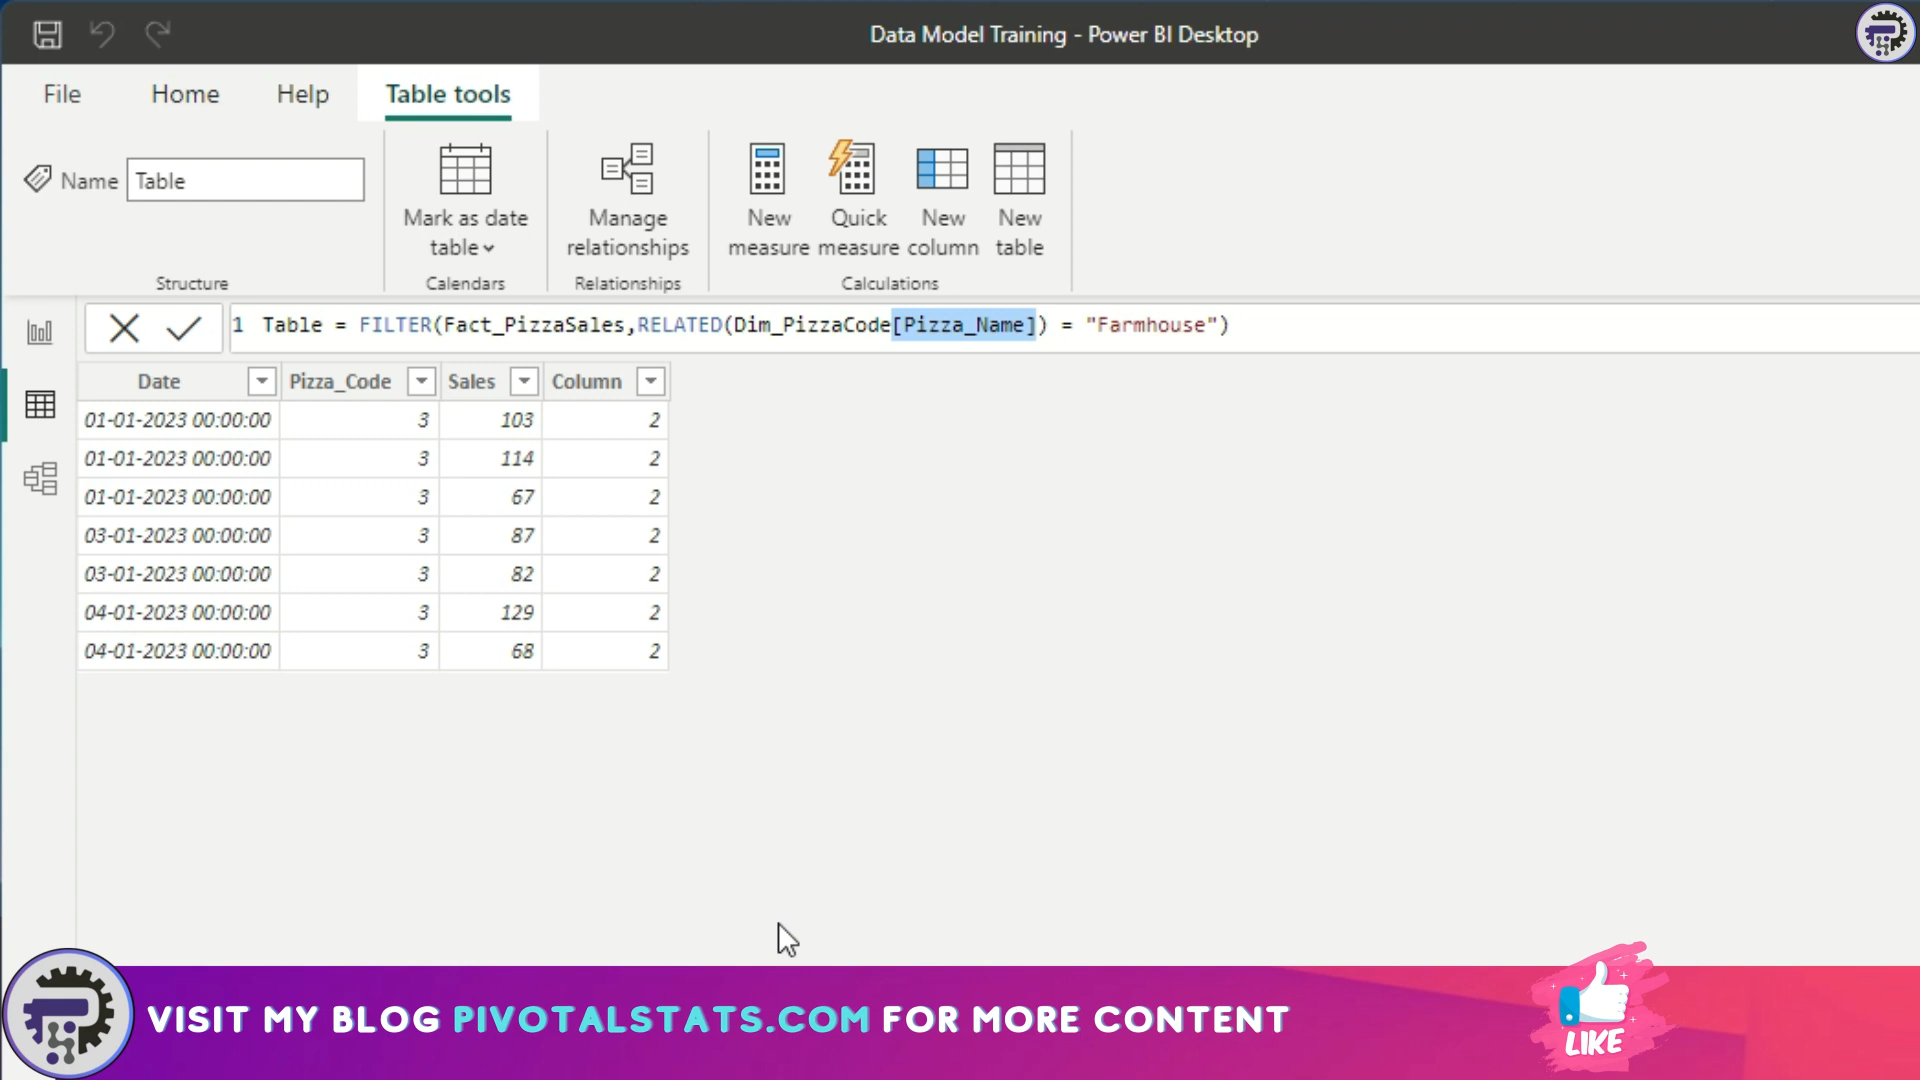 Data Model Training - Power BI Desktop
File Home Help Table tools
Name Table
Mark as date table
Manage relationships
New measure
Quick measure
New column
New table
Structure Calendars Relationships Calculations
1 Table = FILTER(Fact_PizzaSales,RELATED(Dim_PizzaCode[Pizza_Name]) = "Farmhouse")
Date Pizza_Code Sales Column
01-01-2023 00:00:00 3 103 2
01-01-2023 00:00:00 3 114 2
01-01-2023 00:00:00 3 67 2
03-01-2023 00:00:00 3 87 2
03-01-2023 00:00:00 3 82 2
04-01-2023 00:00:00 3 129 2
04-01-2023 00:00:00 3 68 2
VISIT MY BLOG PIVOTALSTATS.COM FOR MORE CONTENT
LIKE